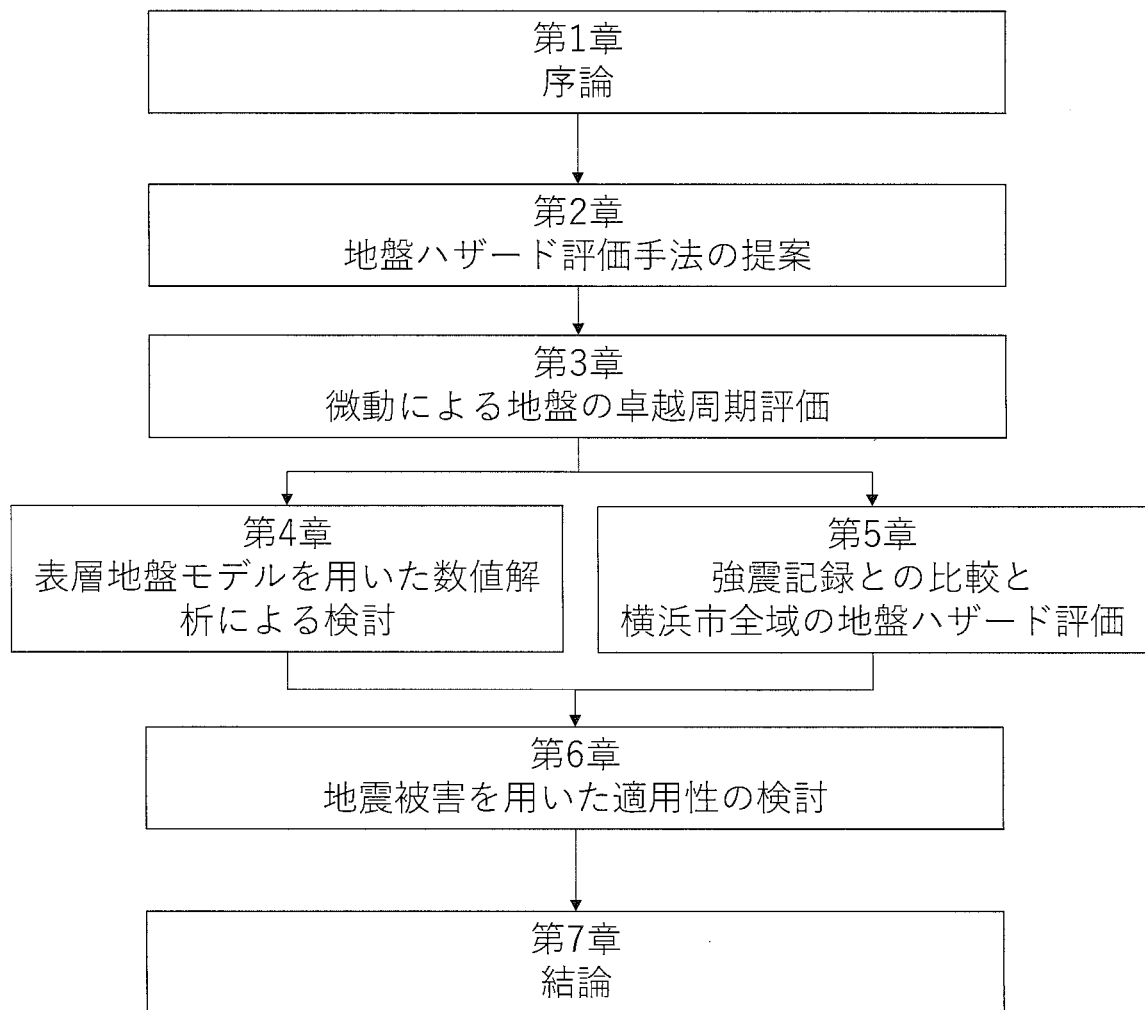 第1章
序論
第2章
地盤ハザード評価手法の提案
第3章
微動による地盤の卓越周期評価
第4章
表層地盤モデルを用いた数値解
析による検討
第5章
強震記録との比較と
横浜市全域の地盤ハザード評価
第6章
地震被害を用いた適用性の検討
第7章
結論